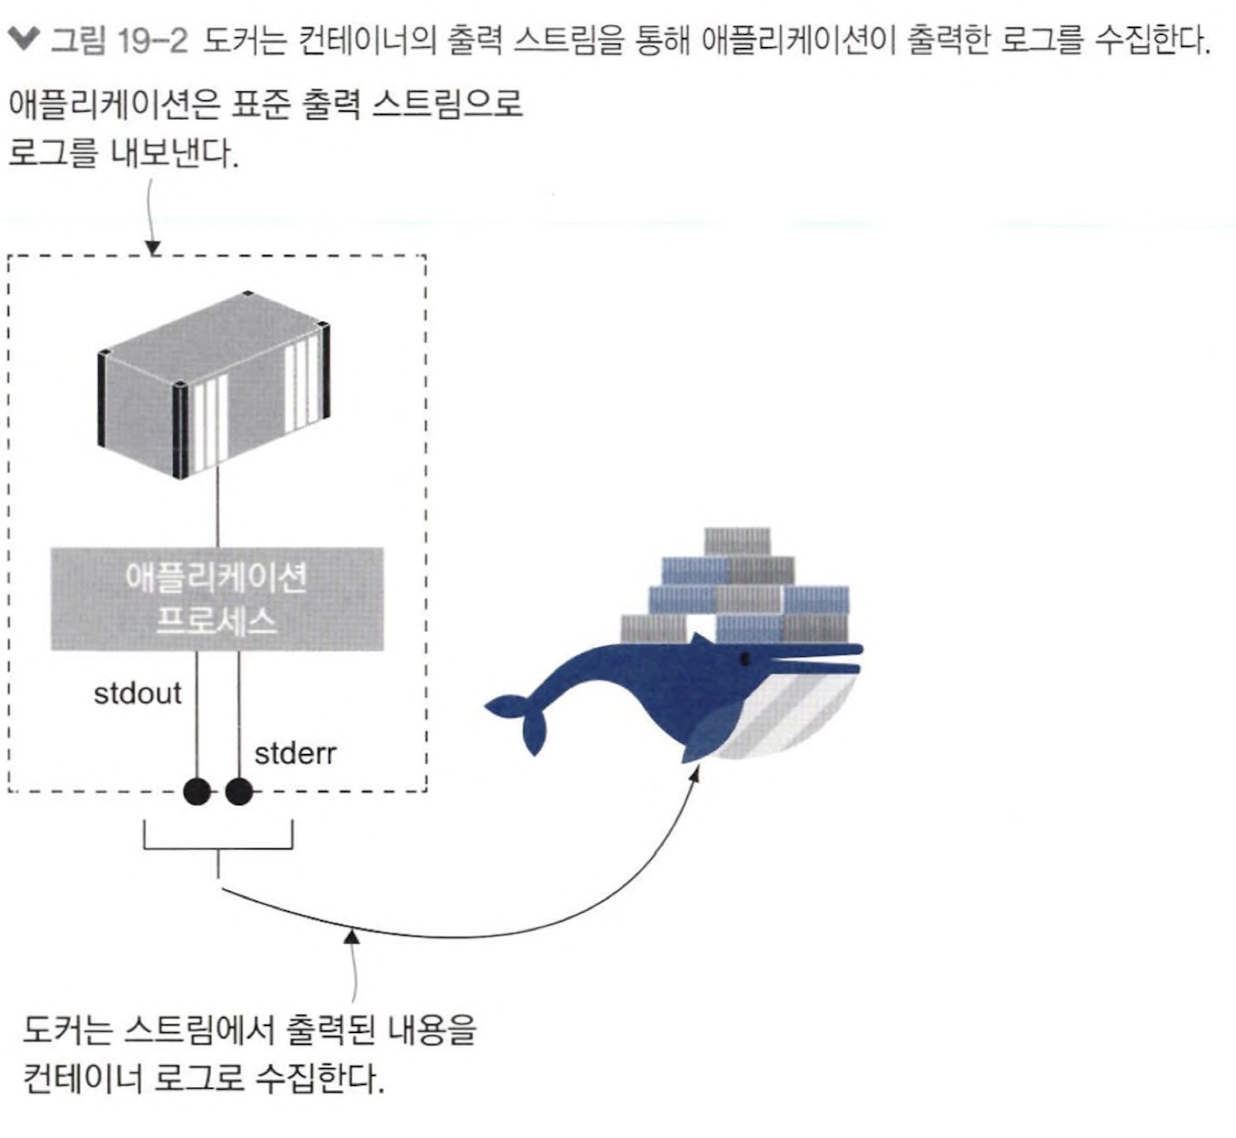 그림 19-2 도커는 컨테이너의 출력 스트림을 통해 애플리케이션이 출력한 로그를 수집한다.
애플리케이션은 표준 출력 스트림으로
로그를 내보낸다.
애플리케이션
프로세스
stdout
stderr
도커는 스트림에서 출력된 내용을
컨테이너 로그로 수집한다.